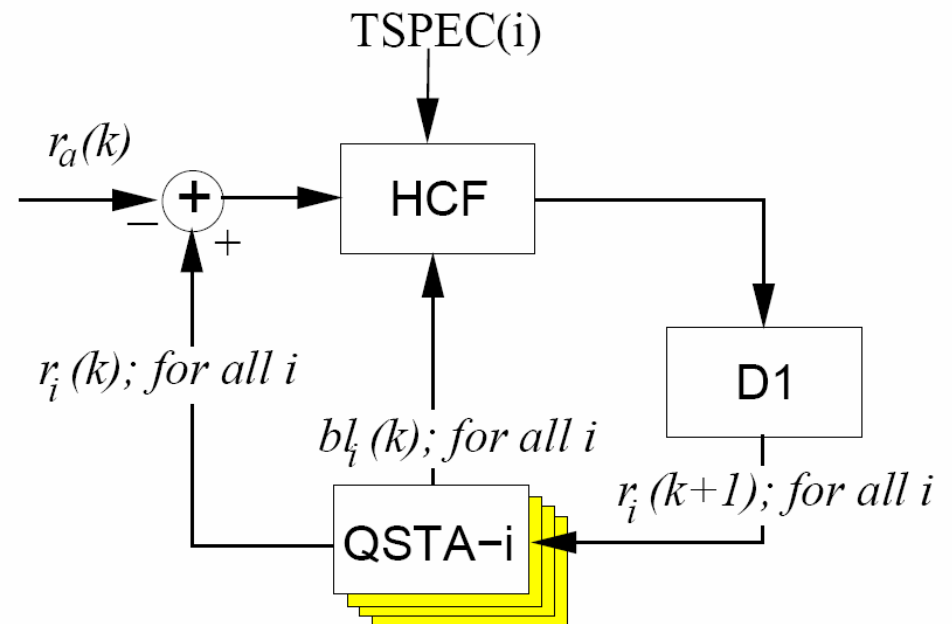 TSPEC(i)
r_a(k)
HCF
+
−
+
r_i(k); for all i
D1
bl_i(k); for all i
r_i(k+1); for all i
QSTA−i